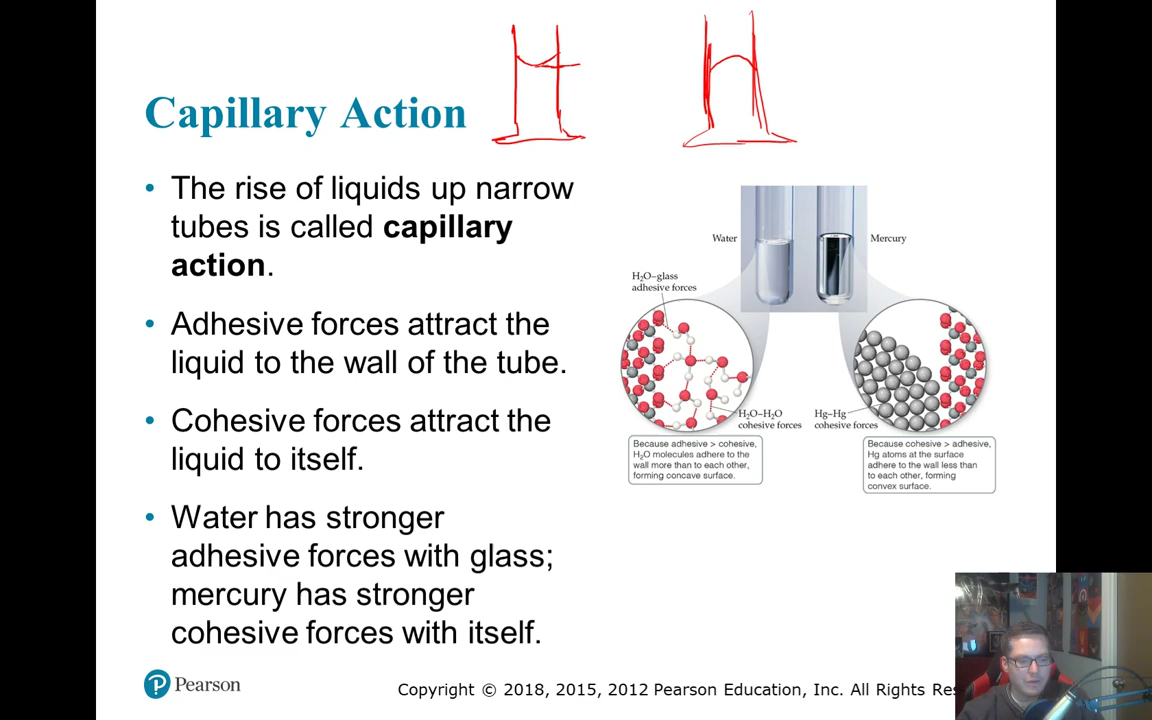 Capillary Action
• The rise of liquids up narrow
tubes is called capillary
action.
• Adhesive forces attract the
liquid to the wall of the tube.
• Cohesive forces attract the
liquid to itself.
• Water has stronger
adhesive forces with glass;
mercury has stronger
cohesive forces with itself.
Water
Mercury
H₂O–glass
adhesive forces
H₂O–H₂O
cohesive forces
Hg–Hg
cohesive forces
Because adhesive > cohesive,
H₂O molecules adhere to the
wall more than to each other,
forming concave surface.
Because cohesive > adhesive,
Hg atoms at the surface
adhere to the wall less than
to each other, forming
convex surface.
P Pearson
Copyright © 2018, 2015, 2012 Pearson Education, Inc. All Rights Res